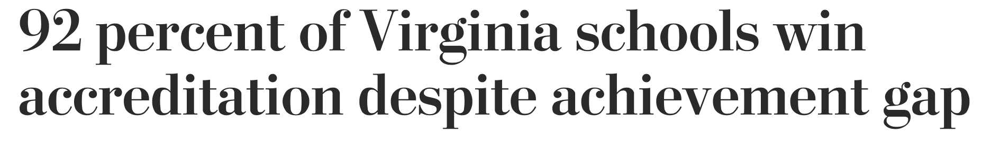 92 percent of Virginia schools win
accreditation despite achievement gap